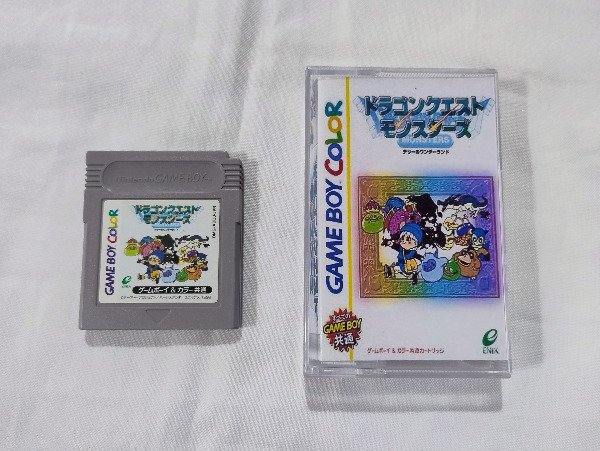 Nintendo GAME BOY
GAME BOY COLOR
ドラゴンクエスト
モンスターズ
ゲームボーイ & カラー共通
GAME BOY COLOR
ドラゴンクエスト
モンスターズ
MONSTERS
テリーのワンダーランド
GAME BOY
共通
ゲームボーイ&カラー共通カートリッジ
ENIX